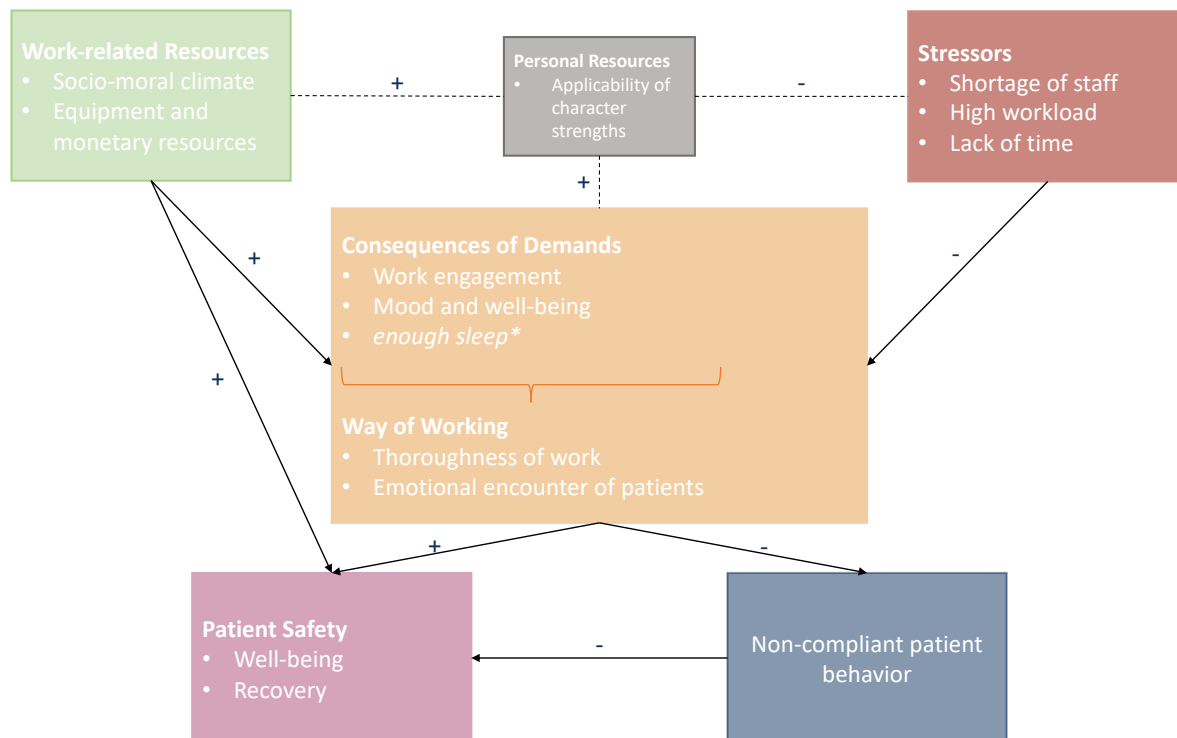 Work-related Resources
• Socio-moral climate
• Equipment and
monetary resources
+
Personal Resources
• Applicability of
character
strengths
-
Stressors
• Shortage of staff
• High workload
• Lack of time
+
+
-
+
Consequences of Demands
• Work engagement
• Mood and well-being
• enough sleep*
Way of Working
• Thoroughness of work
• Emotional encounter of patients
+
-
Patient Safety
• Well-being
• Recovery
-
Non-compliant patient
behavior